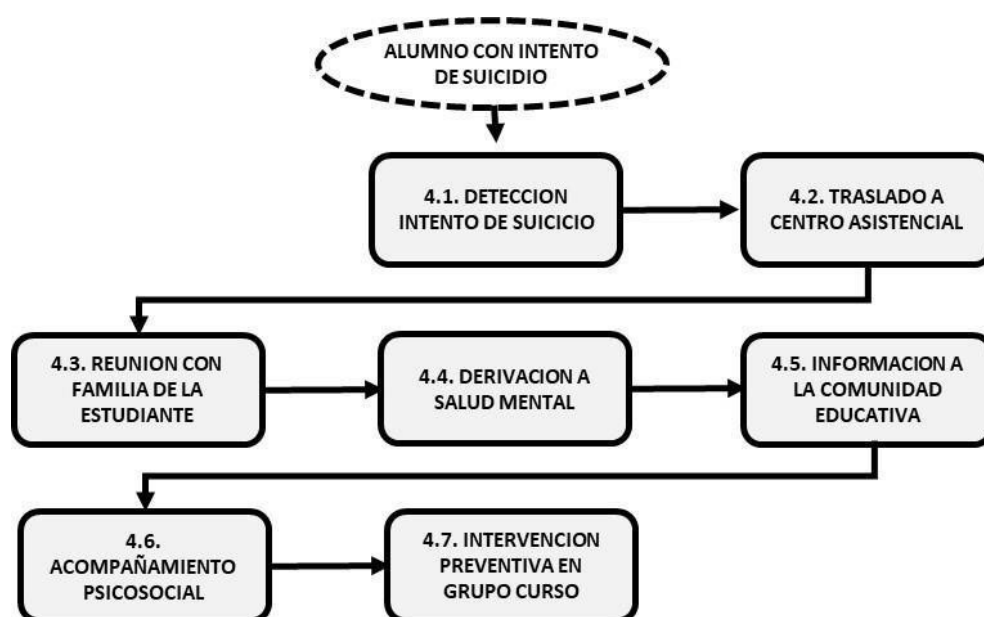 ALUMNO CON INTENTO
DE SUICIDIO
4.1. DETECCION
INTENTO DE SUICICIO
4.2. TRASLADO A
CENTRO ASISTENCIAL
4.3. REUNION CON
FAMILIA DE LA
ESTUDIANTE
4.4. DERIVACION A
SALUD MENTAL
4.5. INFORMACION A
LA COMUNIDAD
EDUCATIVA
4.6.
ACOMPAÑAMIENTO
PSICOSOCIAL
4.7. INTERVENCION
PREVENTIVA EN
GRUPO CURSO